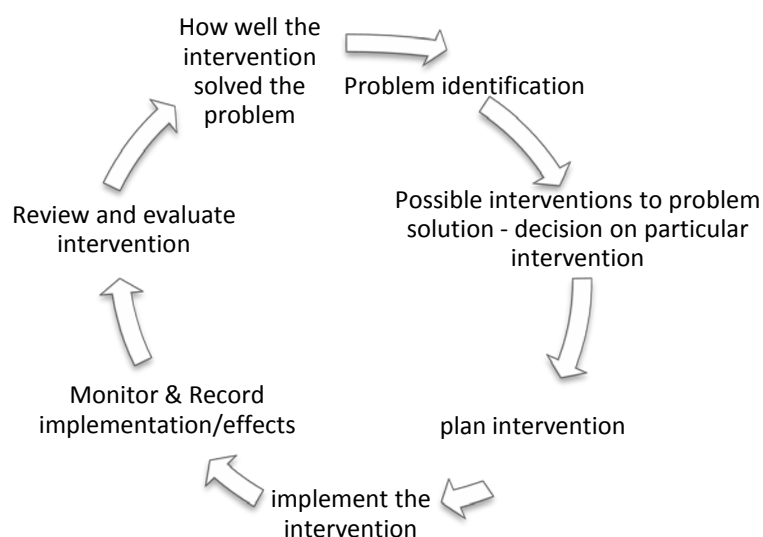 How well the
intervention
solved the
problem
Problem identification
Possible interventions to problem
solution - decision on particular
intervention
plan intervention
implement the
intervention
Monitor & Record
implementation/effects
Review and evaluate
intervention